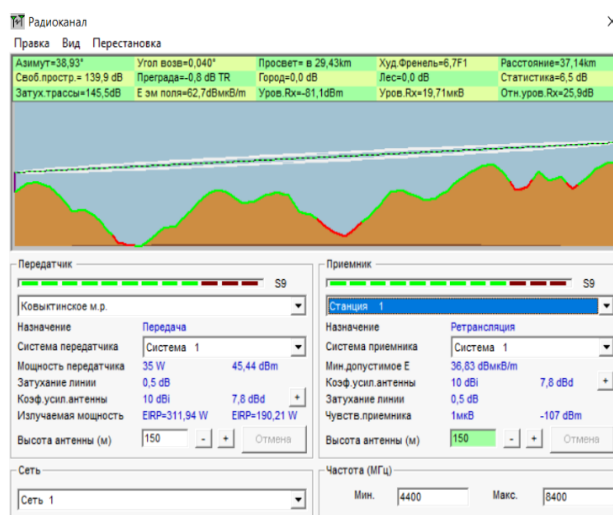 Радиоканал
Правка Вид Перестановка
Азимут=38,93° Угол возв=0,040° Просвет= в 29,43km Худ.Френель=6,7F1 Расстояние=37,14km
Своб.простр.= 139,9 dB Преграда=-0,8 dB TR Город=0,0 dB Лес=0,0 dB Статистика=6,5 dB
Затух.трассы=145,5dB Е эм поля=62,7dBмкВ/m Уров.Rx=-81,1dBm Уров.Rx=19,71мкВ Отн.уров.Rx=25,9dB
Передатчик
S9
Ковыктинское м.р.
Назначение Передача
Система передатчика Система 1
Мощность передатчика 35 W 45,44 dBm
Затухание линии 0,5 dB
Коэф.усил.антенны 10 dBi 7,8 dBd +
Излучаемая мощность EIRP=311,94 W EIRP=190,21 W
Высота антенны (м) 150 - + Отмена
Приемник
S9
Станция 1
Назначение Ретрансляция
Система приемника Система 1
Мин.допустимое Е 36,83 dBмкВ/m
Коэф.усил.антенны 10 dBi 7,8 dBd +
Затухание линии 0,5 dB
Чувств.приемника 1мкВ -107 dBm
Высота антенны (м) 150 - + Отмена
Сеть
Сеть 1
Частота (МГц)
Мин. 4400 Макс. 8400